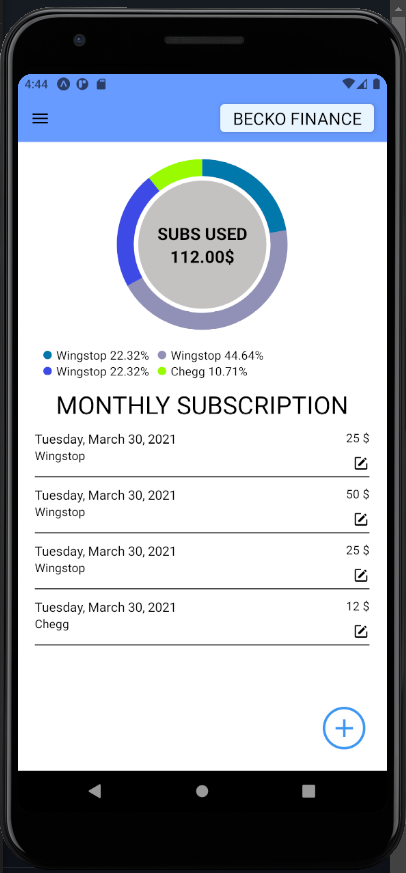 4:44
BECKO FINANCE
SUBS USED
112.00$
Wingstop 22.32% Wingstop 44.64%
Wingstop 22.32% Chegg 10.71%
MONTHLY SUBSCRIPTION
Tuesday, March 30, 2021 25 $
Wingstop
Tuesday, March 30, 2021 50 $
Wingstop
Tuesday, March 30, 2021 25 $
Wingstop
Tuesday, March 30, 2021 12 $
Chegg